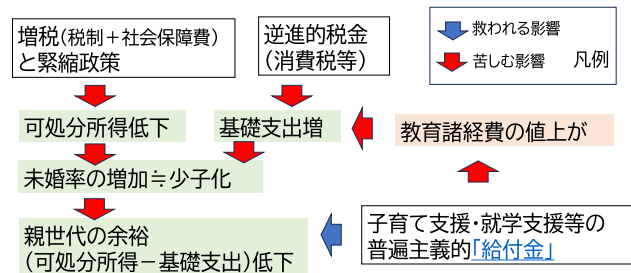 増税(税制＋社会保障費)
と緊縮政策
逆進的税金
(消費税等)
救われる影響
苦しむ影響
凡例
可処分所得低下
基礎支出増
教育諸経費の値上が
未婚率の増加≒少子化
親世代の余裕
(可処分所得－基礎支出)低下
子育て支援・就学支援等の
普遍主義的「給付金」